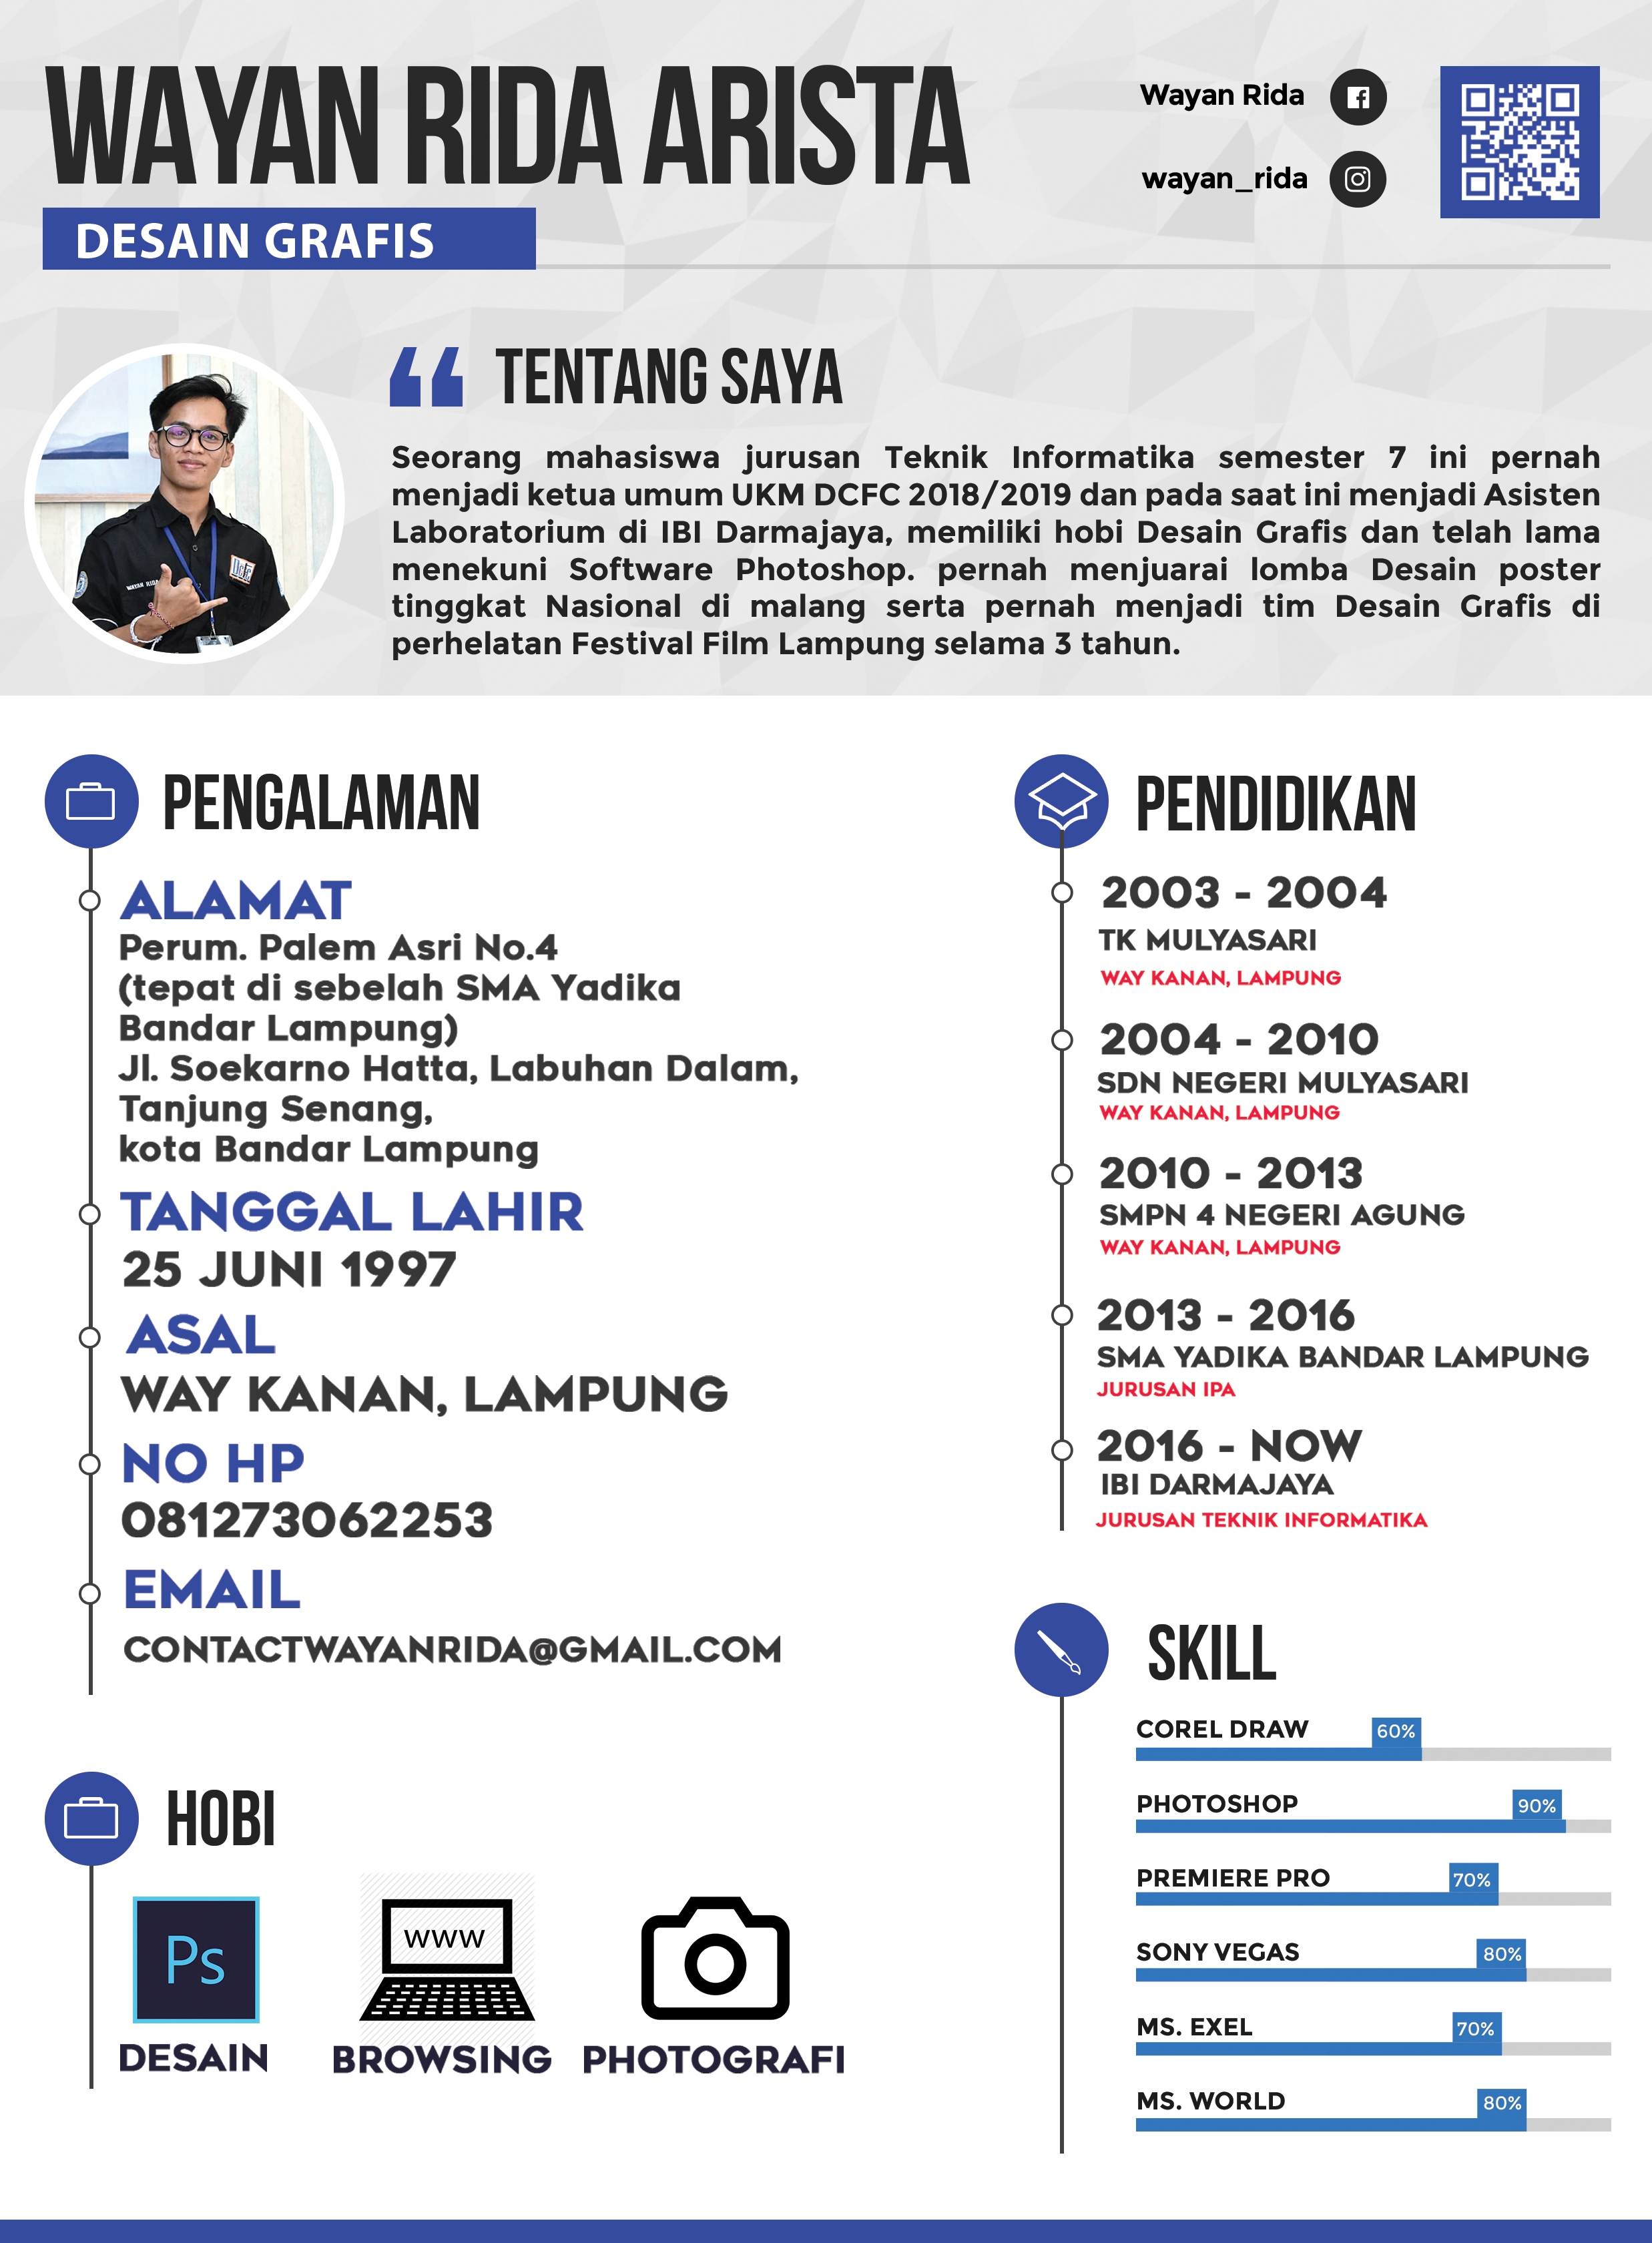 WAYAN RIDA ARISTA
DESAIN GRAFIS
Wayan Rida
wayan_rida
TENTANG SAYA
Seorang mahasiswa jurusan Teknik Informatika semester 7 ini pernah
menjadi ketua umum UKM DCFC 2018/2019 dan pada saat ini menjadi Asisten
Laboratorium di IBI Darmajaya, memiliki hobi Desain Grafis dan telah lama
menekuni Software Photoshop. pernah menjuarai lomba Desain poster
tinggkat Nasional di malang serta pernah menjadi tim Desain Grafis di
perhelatan Festival Film Lampung selama 3 tahun.
WAYAN RIDA
PENGALAMAN
ALAMAT
Perum. Palem Asri No.4
(tepat di sebelah SMA Yadika
Bandar Lampung)
Jl. Soekarno Hatta, Labuhan Dalam,
Tanjung Senang,
kota Bandar Lampung
TANGGAL LAHIR
25 JUNI 1997
ASAL
WAY KANAN, LAMPUNG
NO HP
081273062253
EMAIL
CONTACTWAYANRIDA@GMAIL.COM
HOBI
Ps
DESAIN
www
BROWSING
PHOTOGRAFI
PENDIDIKAN
2003 - 2004
TK MULYASARI
WAY KANAN, LAMPUNG
2004 - 2010
SDN NEGERI MULYASARI
WAY KANAN, LAMPUNG
2010 - 2013
SMPN 4 NEGERI AGUNG
WAY KANAN, LAMPUNG
2013 - 2016
SMA YADIKA BANDAR LAMPUNG
JURUSAN IPA
2016 - NOW
IBI DARMAJAYA
JURUSAN TEKNIK INFORMATIKA
SKILL
COREL DRAW 60%
PHOTOSHOP 90%
PREMIERE PRO 70%
SONY VEGAS 80%
MS. EXEL 70%
MS. WORLD 80%